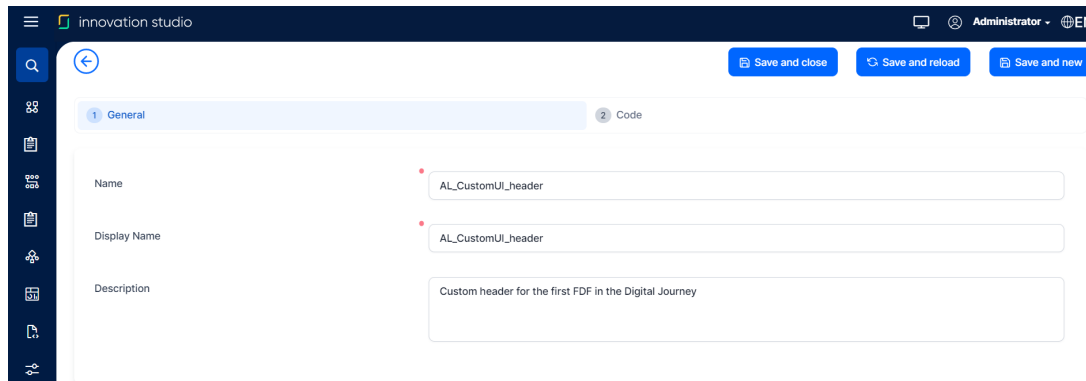 innovation studio
Administrator
Save and close
Save and reload
Save and new
1 General
2 Code
Name
AL_CustomUI_header
Display Name
AL_CustomUI_header
Description
Custom header for the first FDF in the Digital Journey